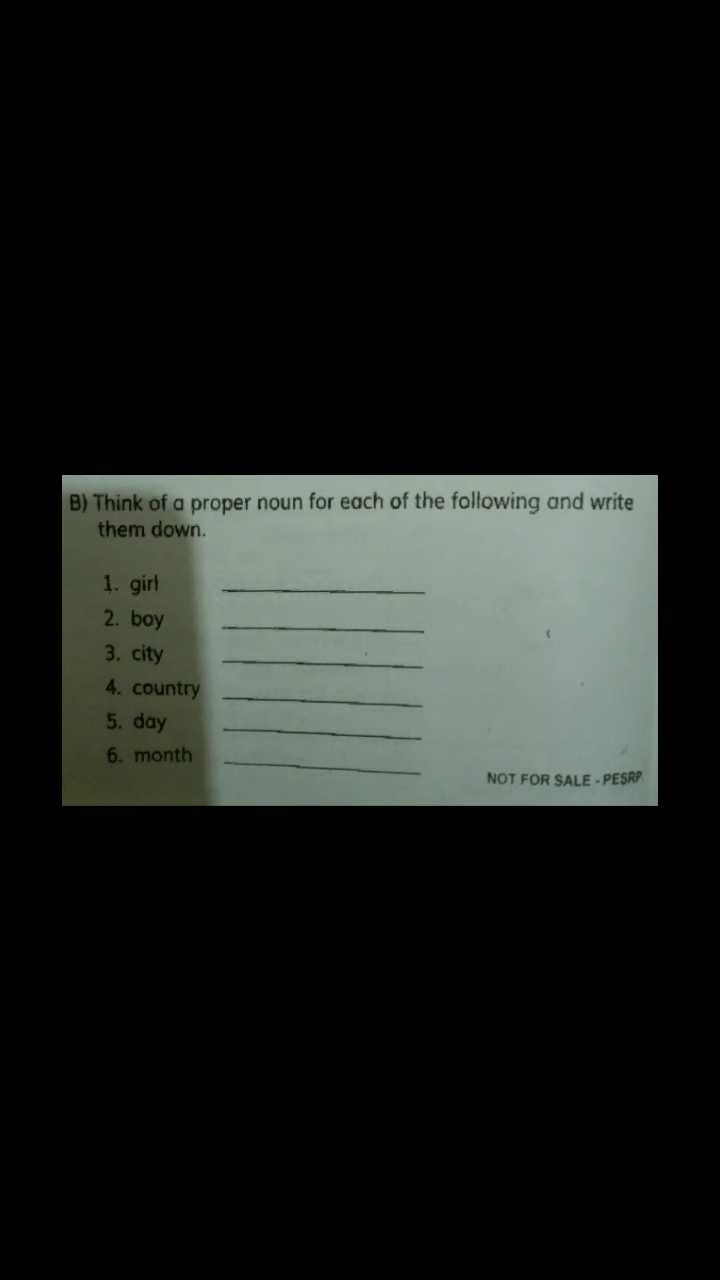 B) Think of a proper noun for each of the following and write
them down.
1. girl
2. boy
3. city
4. country
5. day
6. month
NOT FOR SALE - PESRP